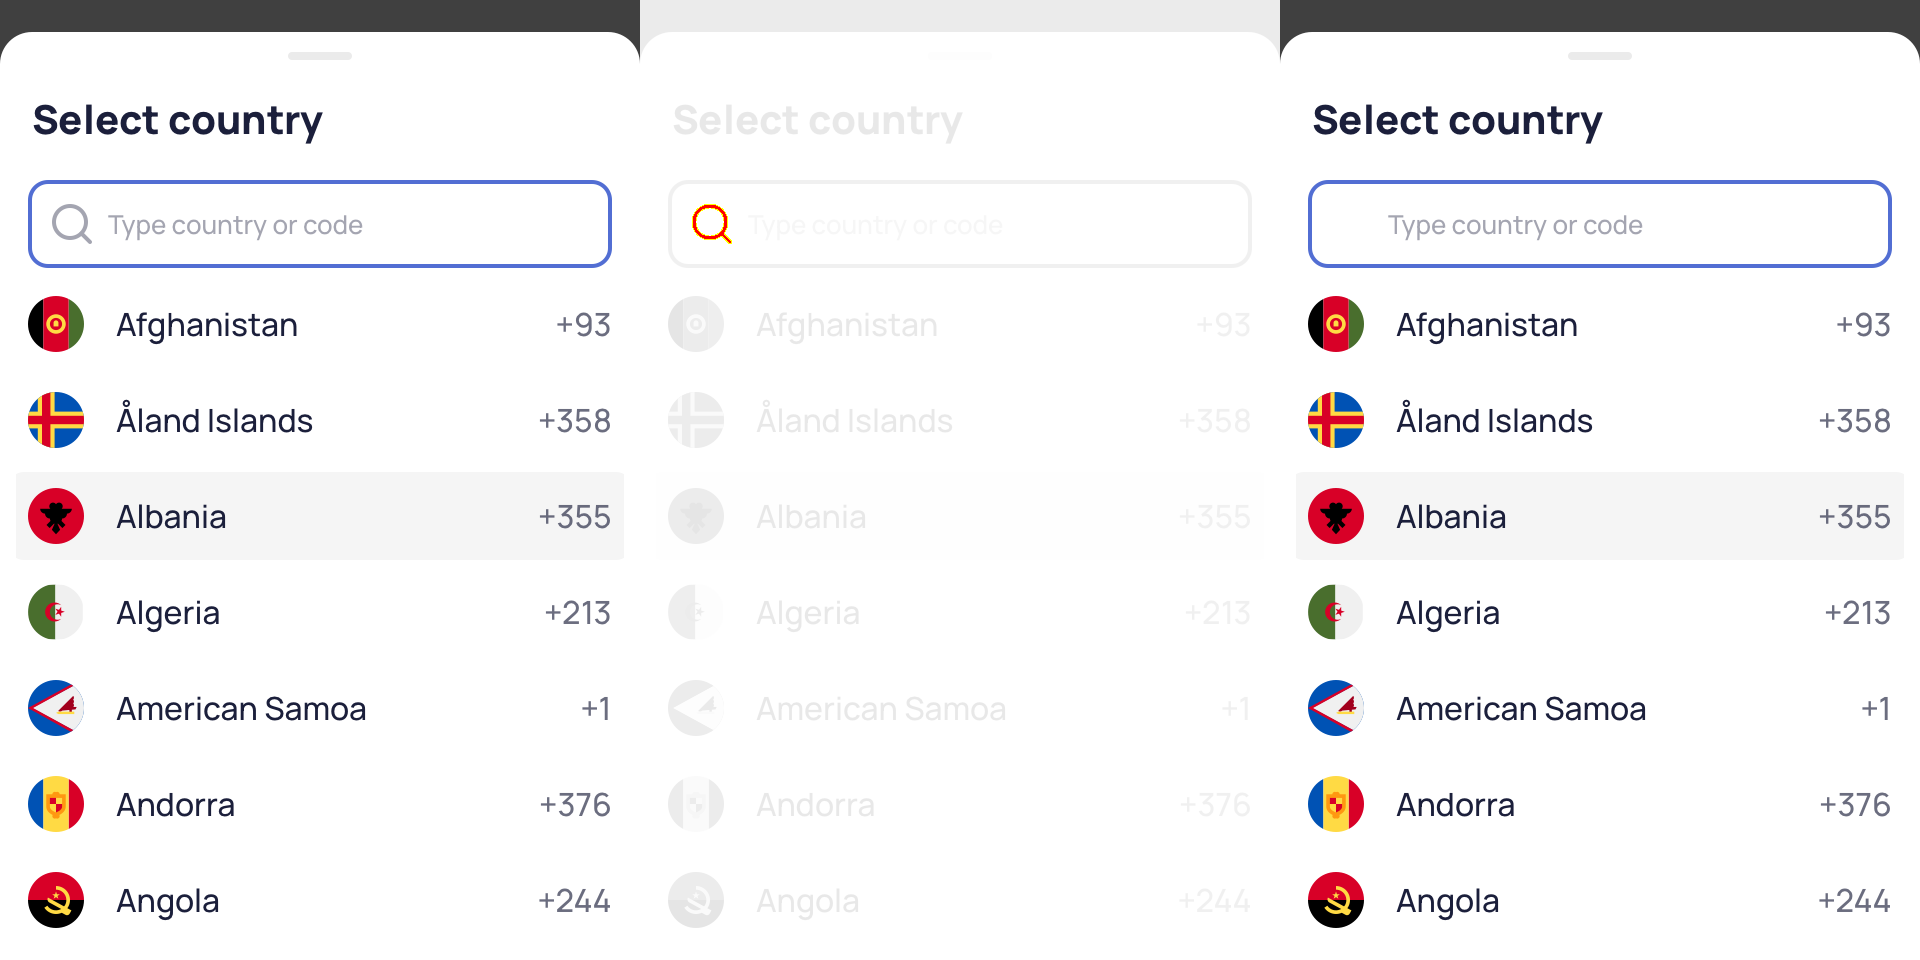 Select country
Type country or code
Afghanistan +93
Åland Islands +358
Albania +355
Algeria +213
American Samoa +1
Andorra +376
Angola +244
Select country
Type country or code
Afghanistan +93
Åland Islands +358
Albania +355
Algeria +213
American Samoa +1
Andorra +376
Angola +244
Select country
Type country or code
Afghanistan +93
Åland Islands +358
Albania +355
Algeria +213
American Samoa +1
Andorra +376
Angola +244